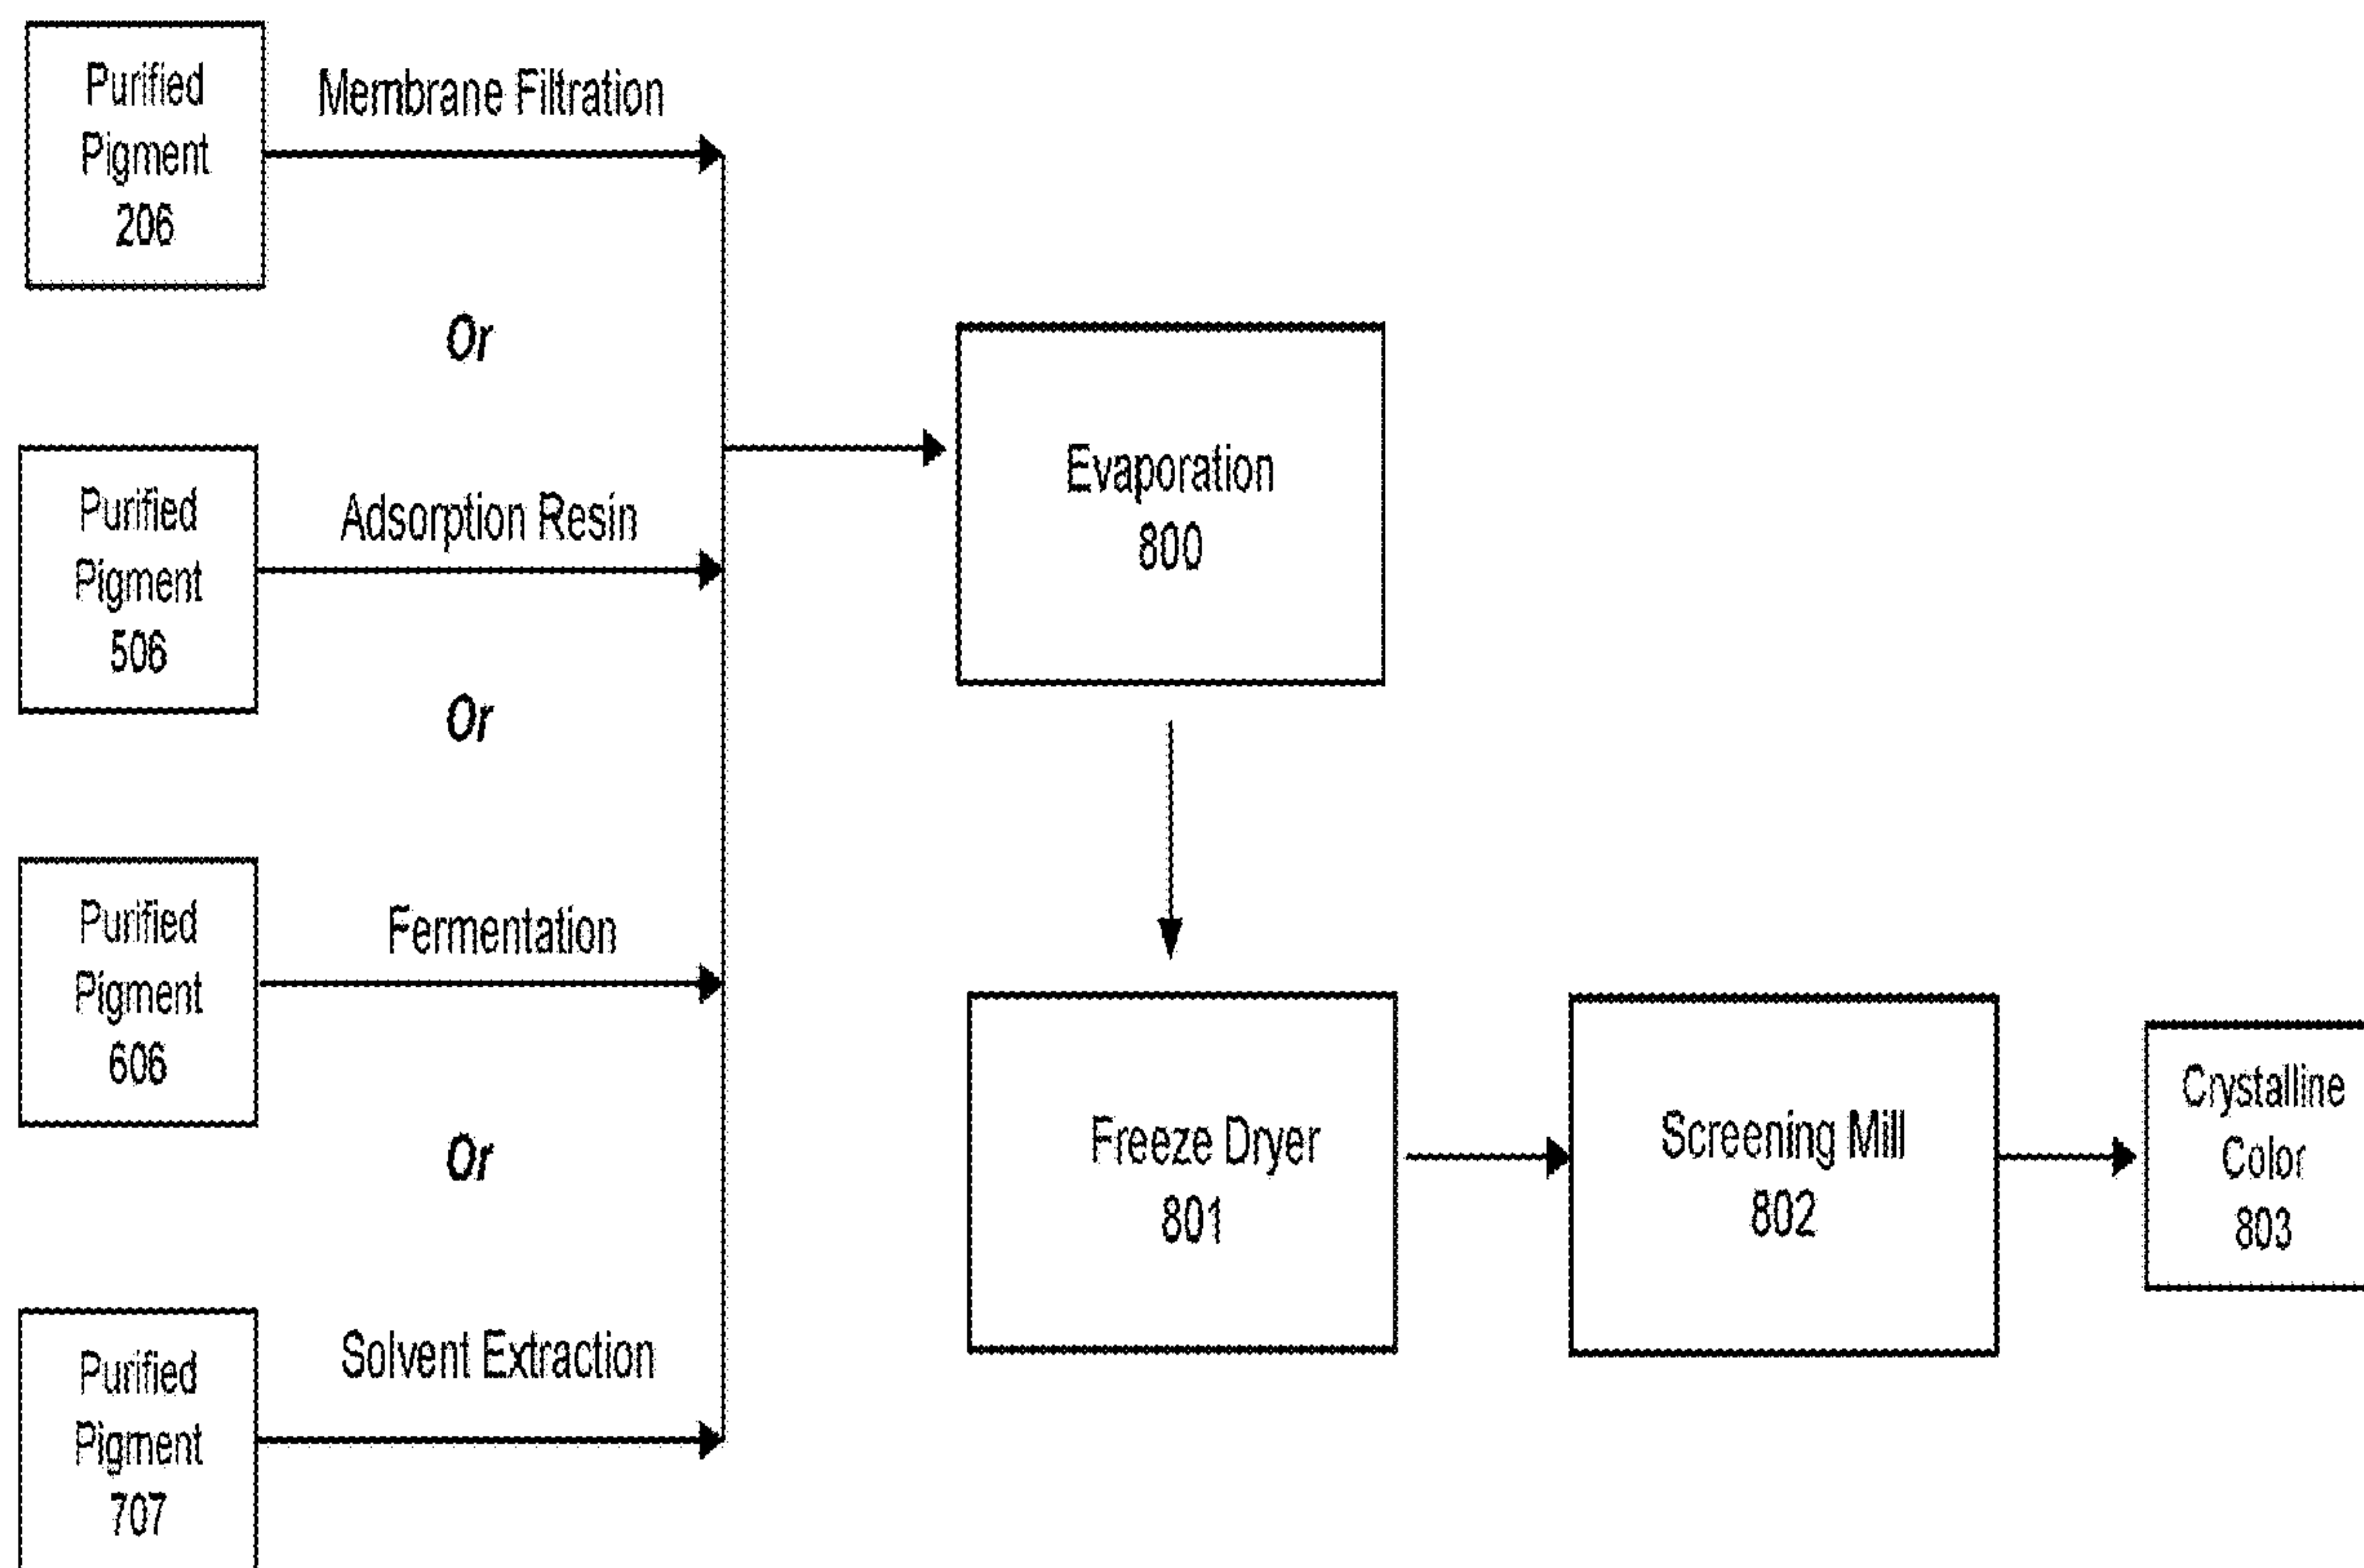 Purified
Pigment
206
Membrane Filtration
Or
Purified
Pigment
506
Adsorption Resin
Or
Purified
Pigment
606
Fermentation
Or
Purified
Pigment
707
Solvent Extraction
Evaporation
800
Freeze Dryer
801
Screening Mill
802
Crystalline
Color
803